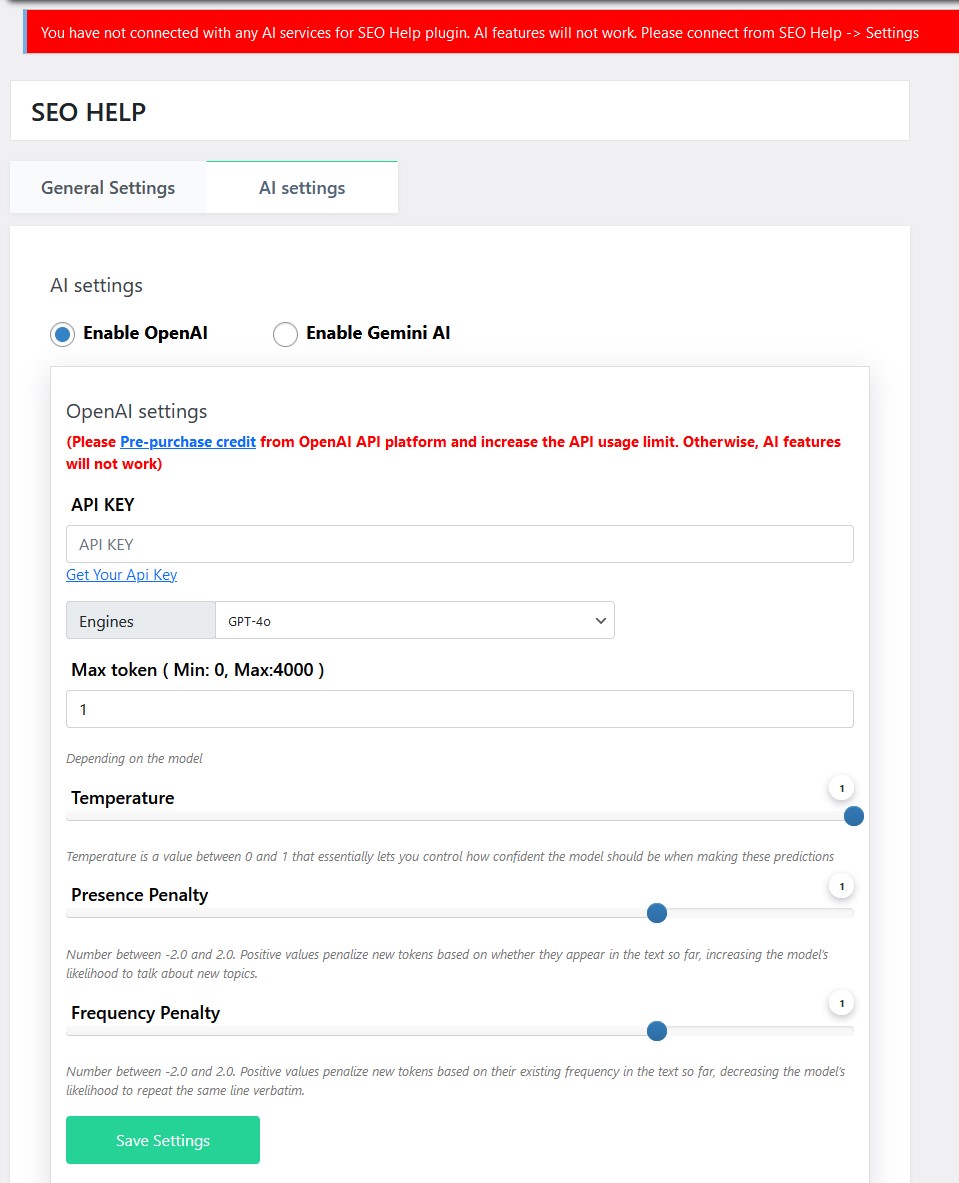 You have not connected with any AI services for SEO Help plugin. AI features will not work. Please connect from SEO Help -> Settings
SEO HELP
General Settings
AI settings
AI settings
Enable OpenAI
Enable Gemini AI
OpenAI settings
(Please Pre-purchase credit from OpenAI API platform and increase the API usage limit. Otherwise, AI features
will not work)
API KEY
API KEY
Get Your Api Key
Engines
GPT-4o
Max token ( Min: 0, Max:4000 )
1
Depending on the model
Temperature
1
Temperature is a value between 0 and 1 that essentially lets you control how confident the model should be when making these predictions
Presence Penalty
1
Number between -2.0 and 2.0. Positive values penalize new tokens based on whether they appear in the text so far, increasing the model's
likelihood to talk about new topics.
Frequency Penalty
1
Number between -2.0 and 2.0. Positive values penalize new tokens based on their existing frequency in the text so far, decreasing the model's
likelihood to repeat the same line verbatim.
Save Settings